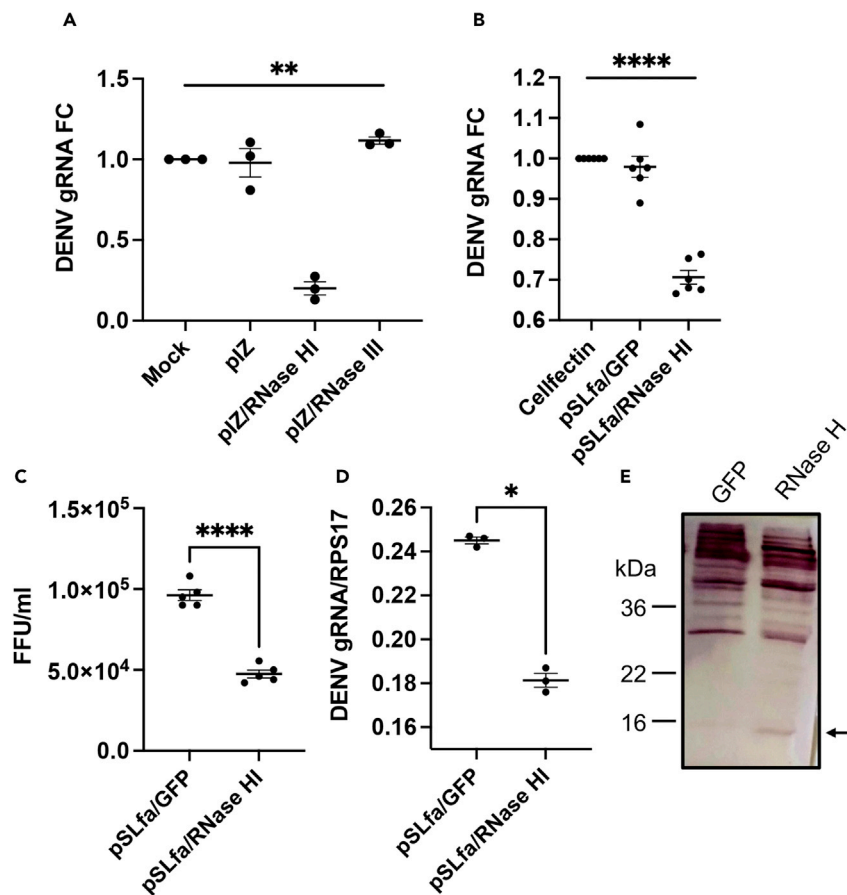 A
**
DENV gRNA FC
1.5
1.0
0.5
0.0
Mock
pIZ
pIZ/RNase HI
pIZ/RNase III
B
****
DENV gRNA FC
1.2
1.1
1.0
0.9
0.8
0.7
0.6
Cellfectin
pSLfa/GFP
pSLfa/RNase HI
C
****
FFU/ml
1.5×10⁵
1.0×10⁵
5.0×10⁴
0.0
pSLfa/GFP
pSLfa/RNase HI
D
*
DENV gRNA/RPS17
0.26
0.24
0.22
0.20
0.18
0.16
pSLfa/GFP
pSLfa/RNase HI
E
GFP
RNase H
kDa
36
22
16